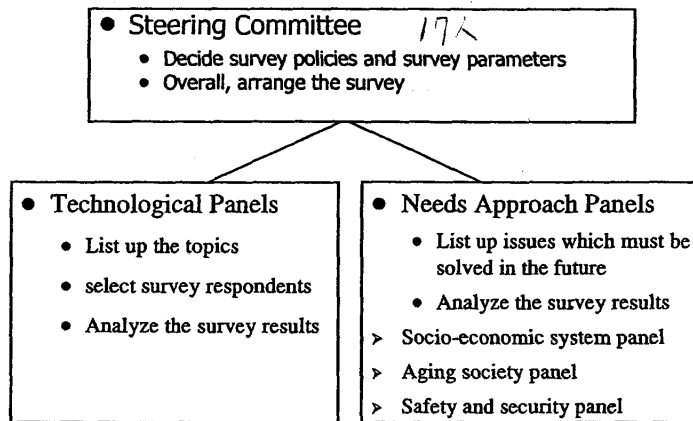 ● Steering Committee 17人
● Decide survey policies and survey parameters
● Overall, arrange the survey
● Technological Panels
● List up the topics
● select survey respondents
● Analyze the survey results
● Needs Approach Panels
● List up issues which must be
solved in the future
● Analyze the survey results
➢ Socio-economic system panel
➢ Aging society panel
➢ Safety and security panel